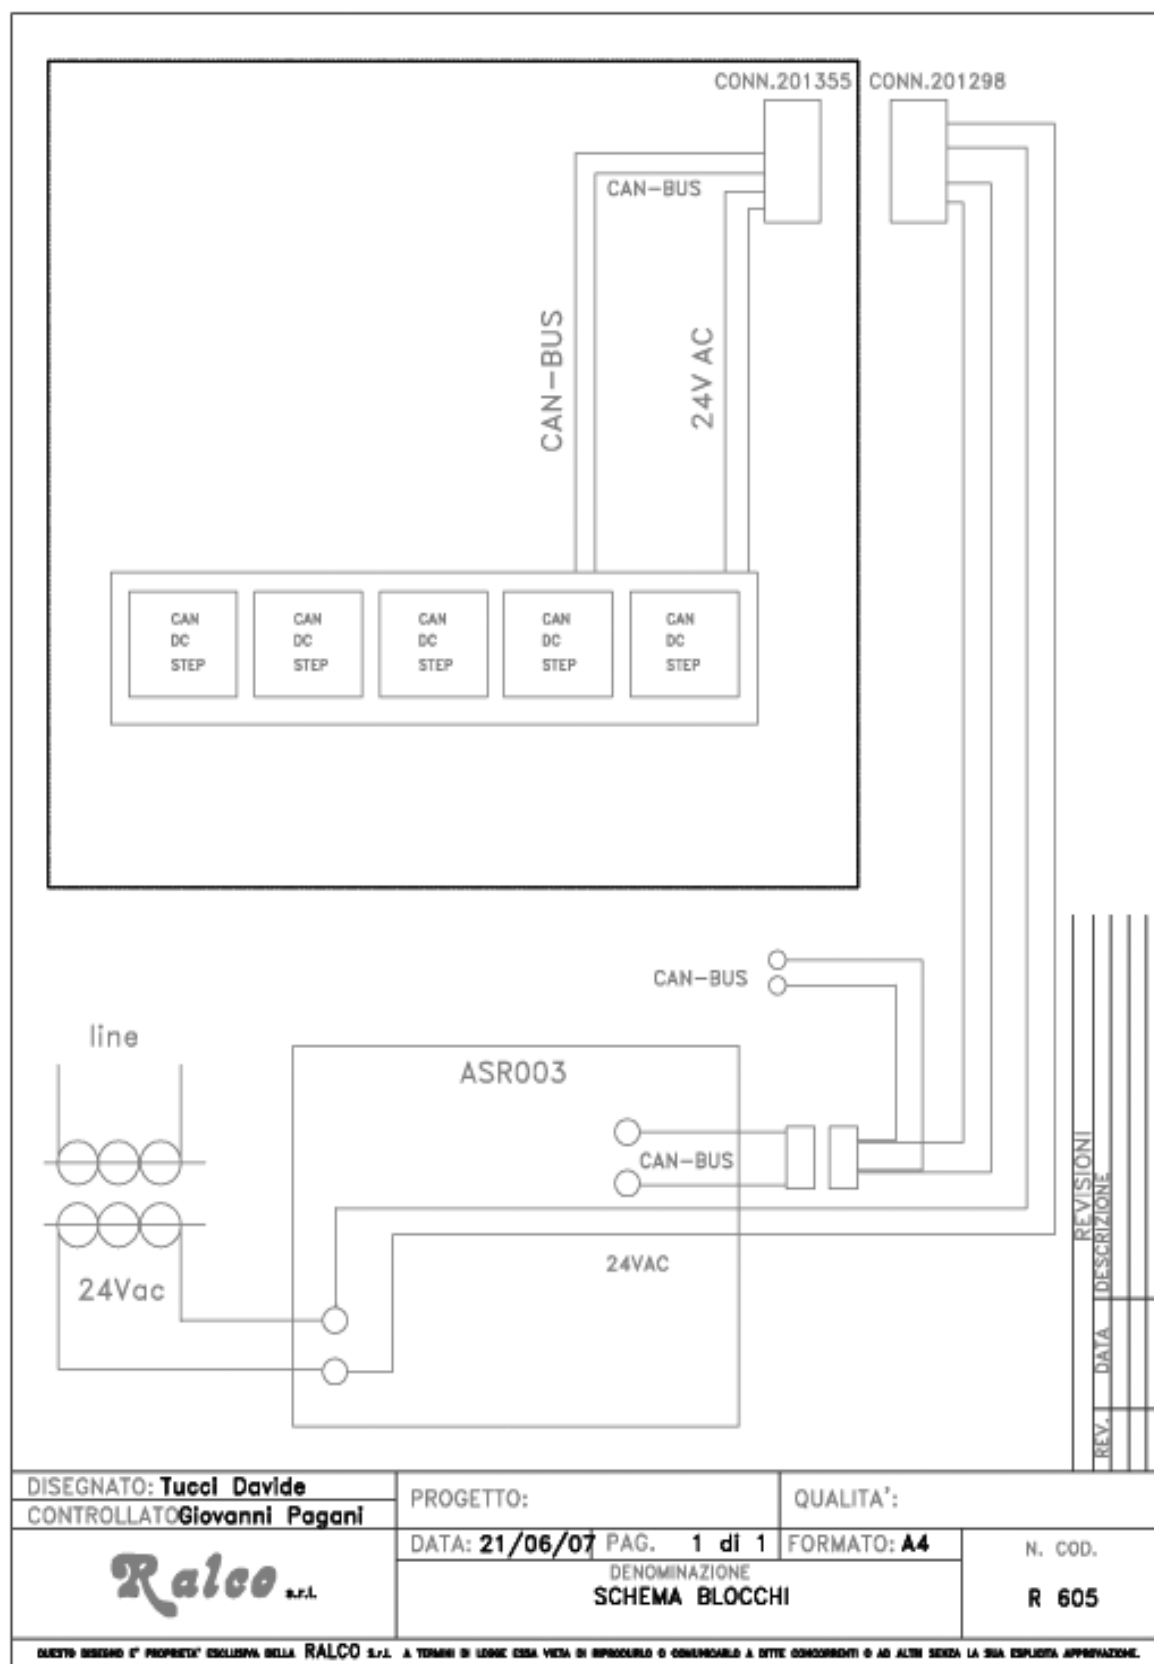 CONN.201355 CONN.201298
CAN-BUS
CAN-BUS
24V AC
CAN CAN CAN CAN CAN
DC DC DC DC DC
STEP STEP STEP STEP STEP
CAN-BUS
line
ASR003
CAN-BUS
24VAC
24Vac
REVISIONI
REV. DATA DESCRIZIONE
DISEGNATO: Tucci Davide
CONTROLLATO Giovanni Pagani
PROGETTO:
QUALITA':
DATA: 21/06/07 PAG. 1 di 1 FORMATO: A4
N. COD.
Ralco s.r.l.
DENOMINAZIONE
SCHEMA BLOCCHI
R 605
QUESTO DISEGNO E' PROPRIETA' ESCLUSIVA DELLA RALCO S.r.l. A TERMINI DI LEGGE ESSA VIETA DI RIPRODURLO O COMUNICARLO A DITTE CONCORRENTI O AD ALTRI SENZA LA SUA ESPLICITA APPROVAZIONE.